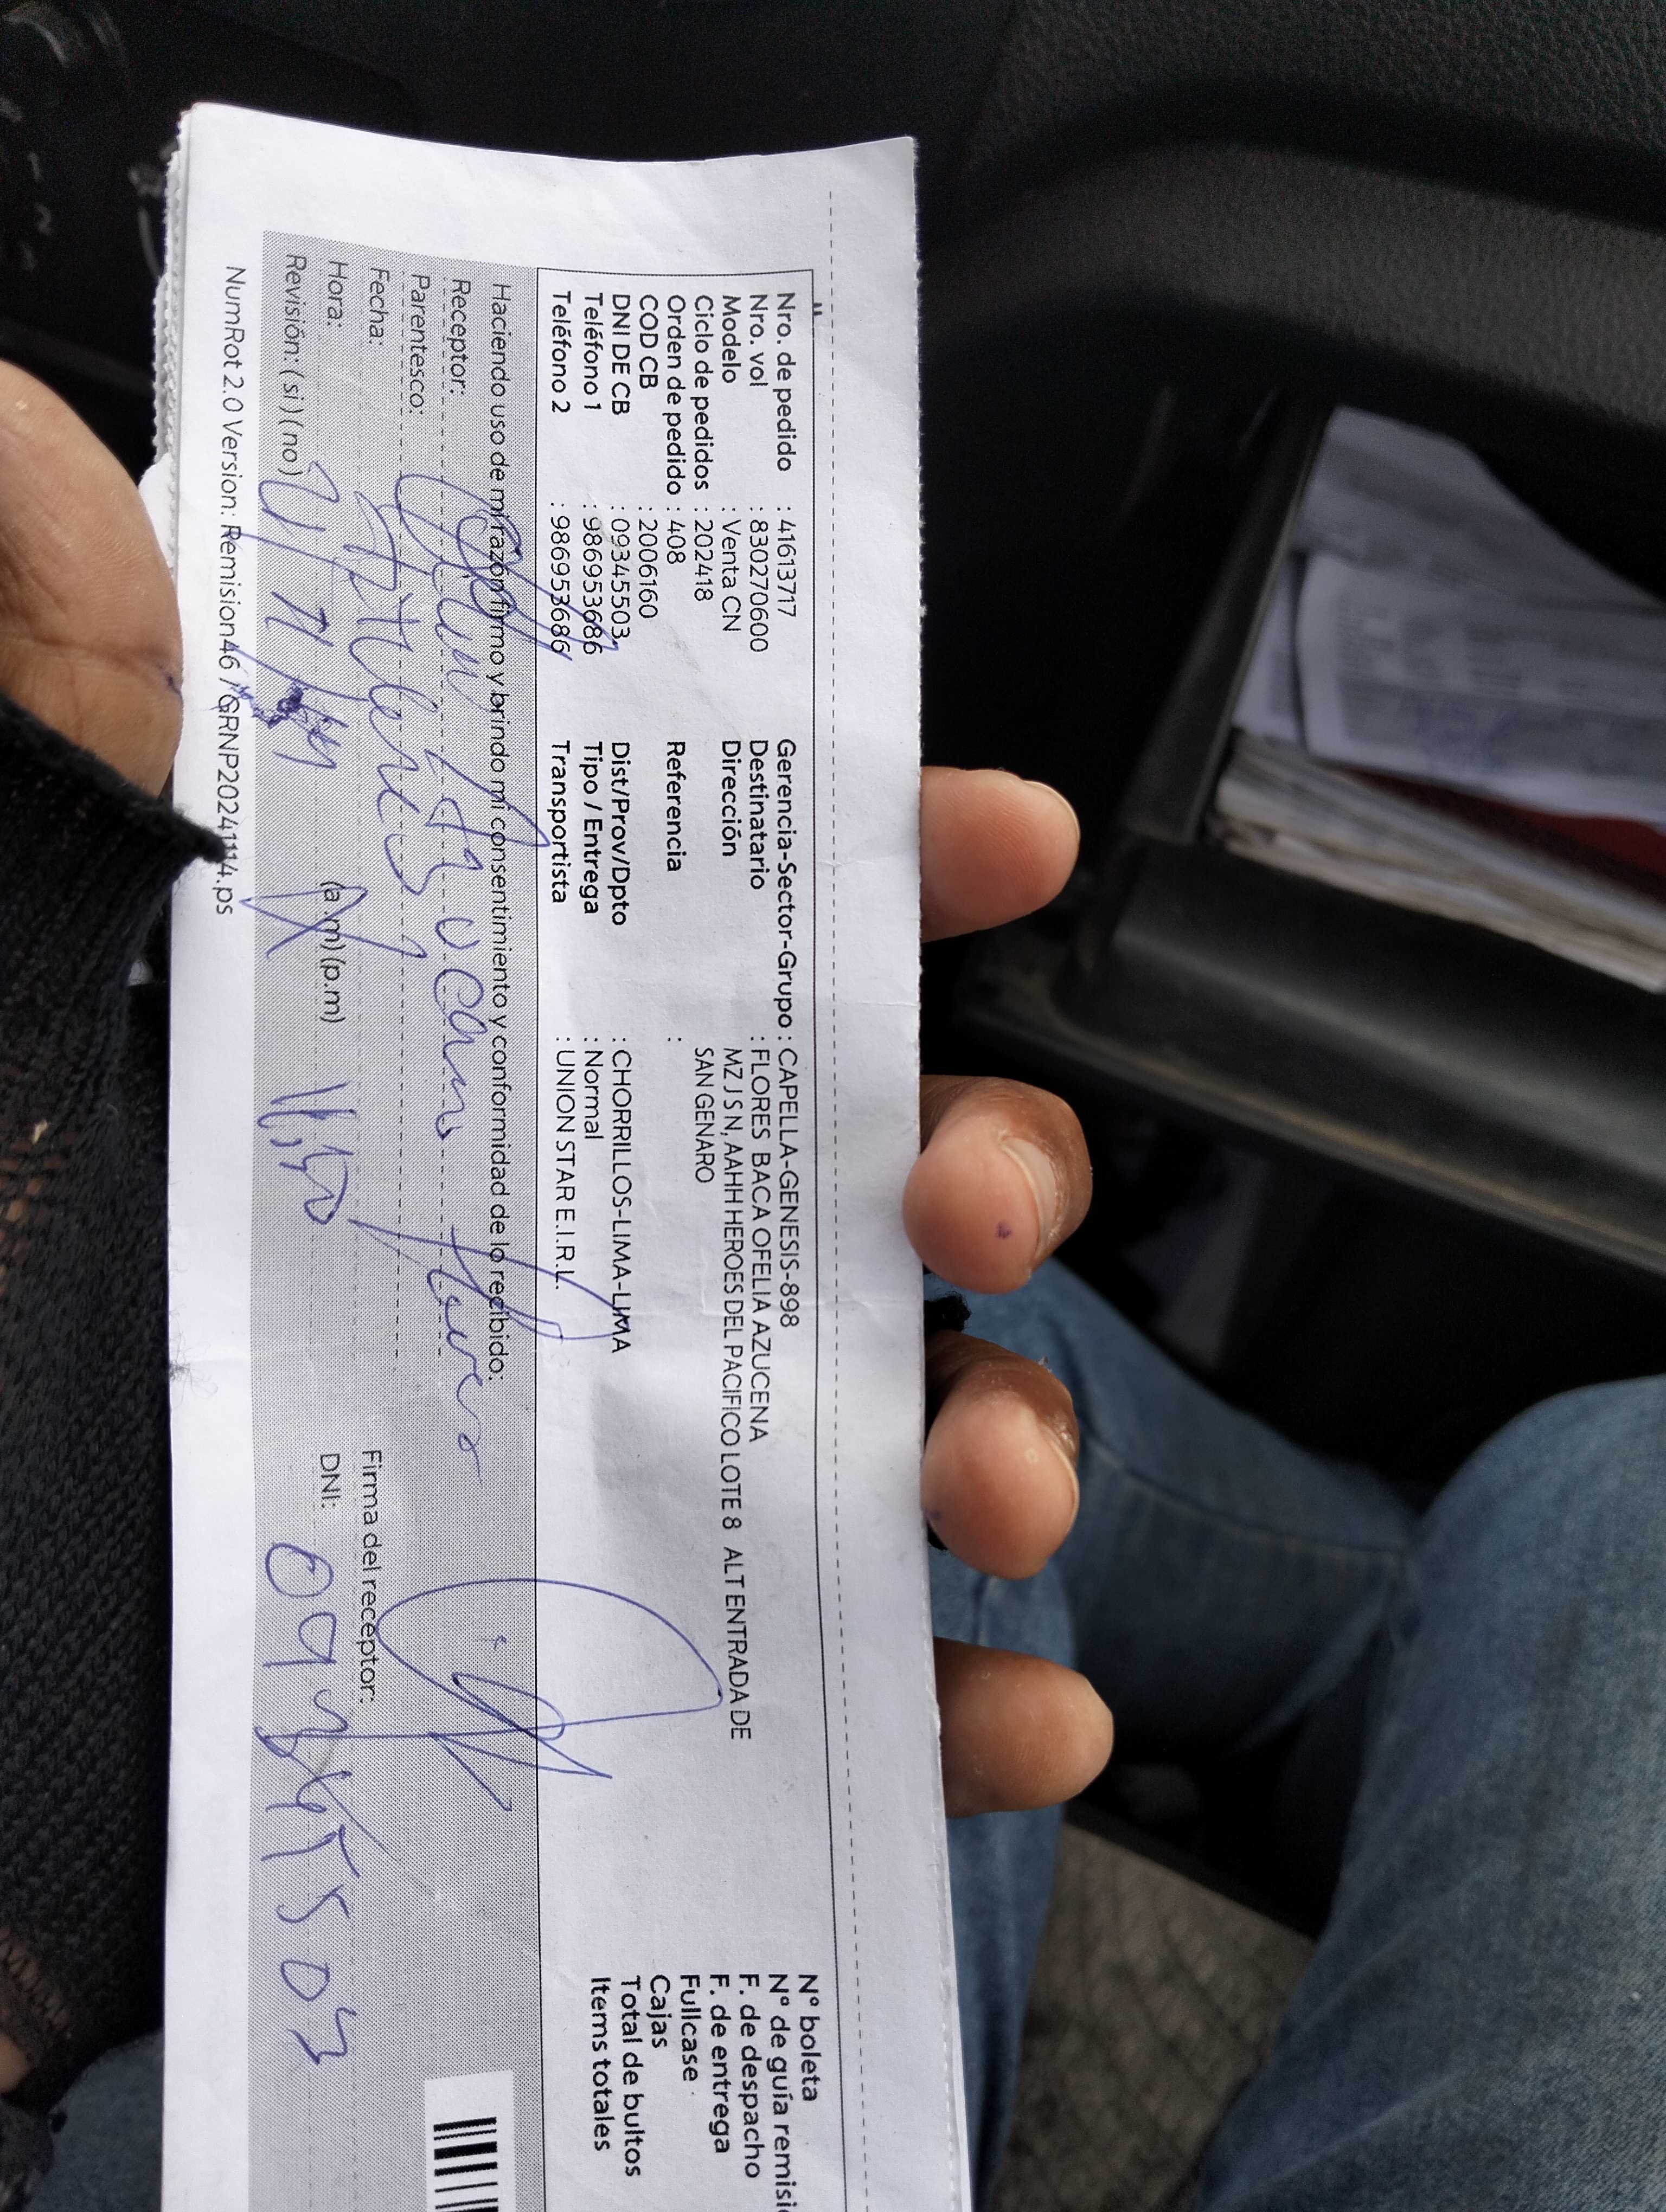 Nro. de pedido : 41613717
Nro. vol : 830270600
Modelo : Venta CN
Ciclo de pedidos : 202418
Orden de pedido : 408
COD CB : 2006160
DNI DE CB : 09345503
Teléfono 1 : 986953686
Teléfono 2 : 986953686
Gerencia-Sector-Grupo : CAPELLA-GENESIS-898
Destinatario : FLORES BACA OFELIA AZUCENA
Dirección MZ J S N, AAHH HEROES DEL PACIFICO LOTE 8 ALT ENTRADA DE
SAN GENARO
Referencia :
Dist/Prov/Dpto : CHORRILLOS-LIMA-LIMA
Tipo / Entrega : Normal
Transportista : UNION STAR E.I.R.L.
N° boleta
N° de guía remisi
F. de despacho
F. de entrega
Fullcase
Cajas
Total de bultos
Items totales
Haciendo uso de mi razón firmo y brindo mi consentimiento y conformidad de lo recibido:
Receptor:
Parentesco:
Fecha:
Hora: (a.m) (p.m)
Revisión: (si) (no)
Firma del receptor:
DNI: 09345503
NumRot 2.0 Version: Remision46 / GRNP20241114.ps